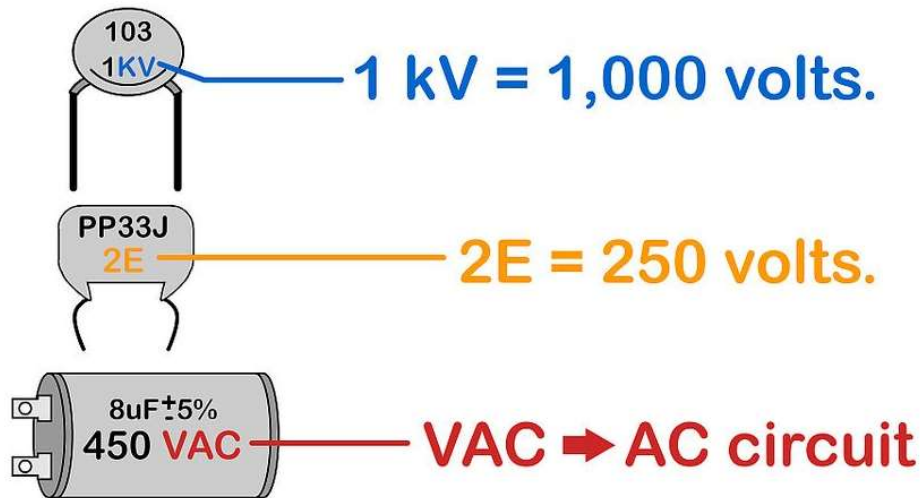 103
1KV
1 kV = 1,000 volts.
PP33J
2E
2E = 250 volts.
8uF±5%
450 VAC
VAC ➡ AC circuit